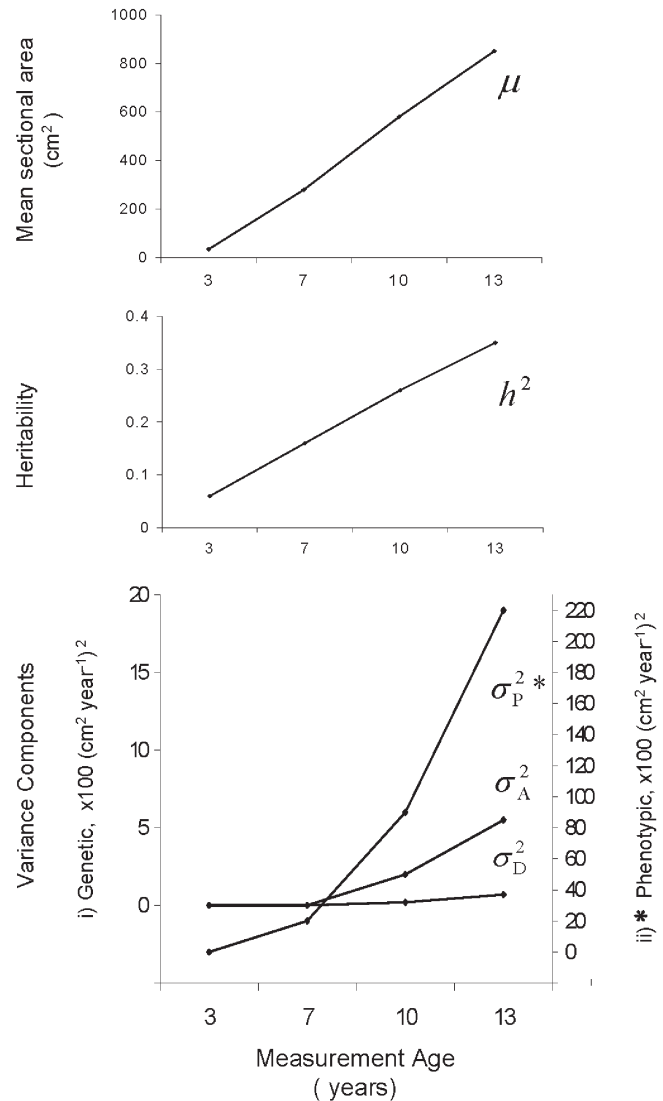 Mean sectional area
(cm² )
1000
800
600
400
200
0
μ
3 7 10 13
Heritability
0.4
0.3
0.2
0.1
0
h²
3 7 10 13
Variance Components
i) Genetic, x100 (cm² year⁻¹)²
20
15
10
5
0
σ²P *
σ²A
σ²D
220
200
180
160
140
120
100
80
60
40
20
0
ii) * Phenotypic, x100 (cm² year⁻¹)²
3 7 10 13
Measurement Age
( years)